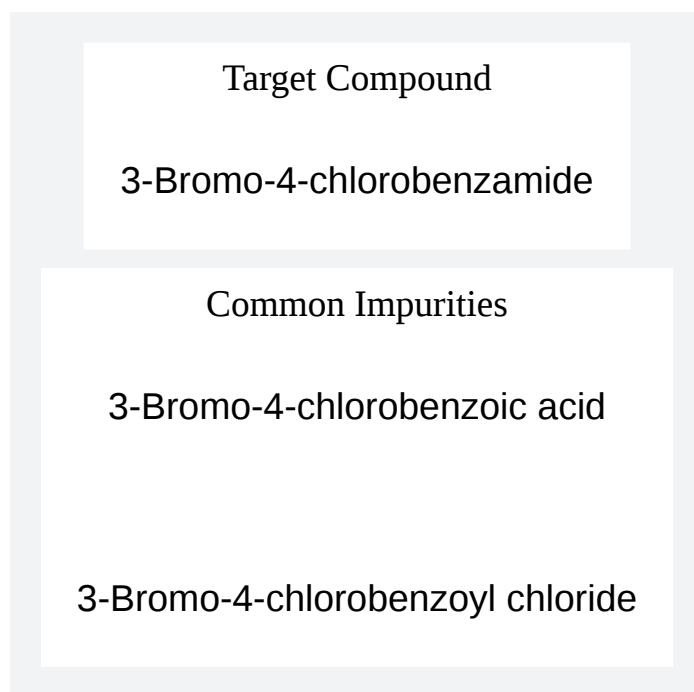 Target Compound
3-Bromo-4-chlorobenzamide
Common Impurities
3-Bromo-4-chlorobenzoic acid
3-Bromo-4-chlorobenzoyl chloride